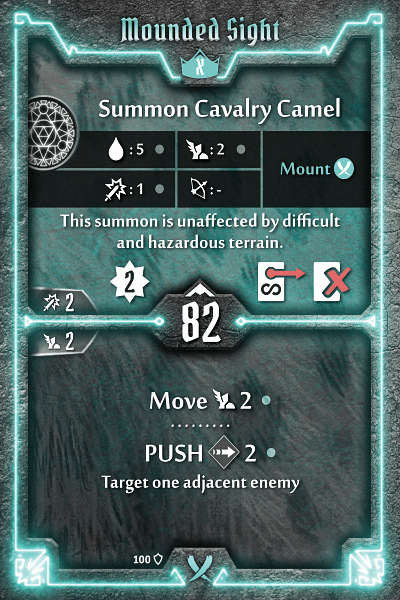 Mounded Sight
X
Summon Cavalry Camel
: 5
: 2
Mount
: 1
: -
This summon is unaffected by difficult
and hazardous terrain.
2
2
82
2
Move 2
PUSH 2
Target one adjacent enemy
100